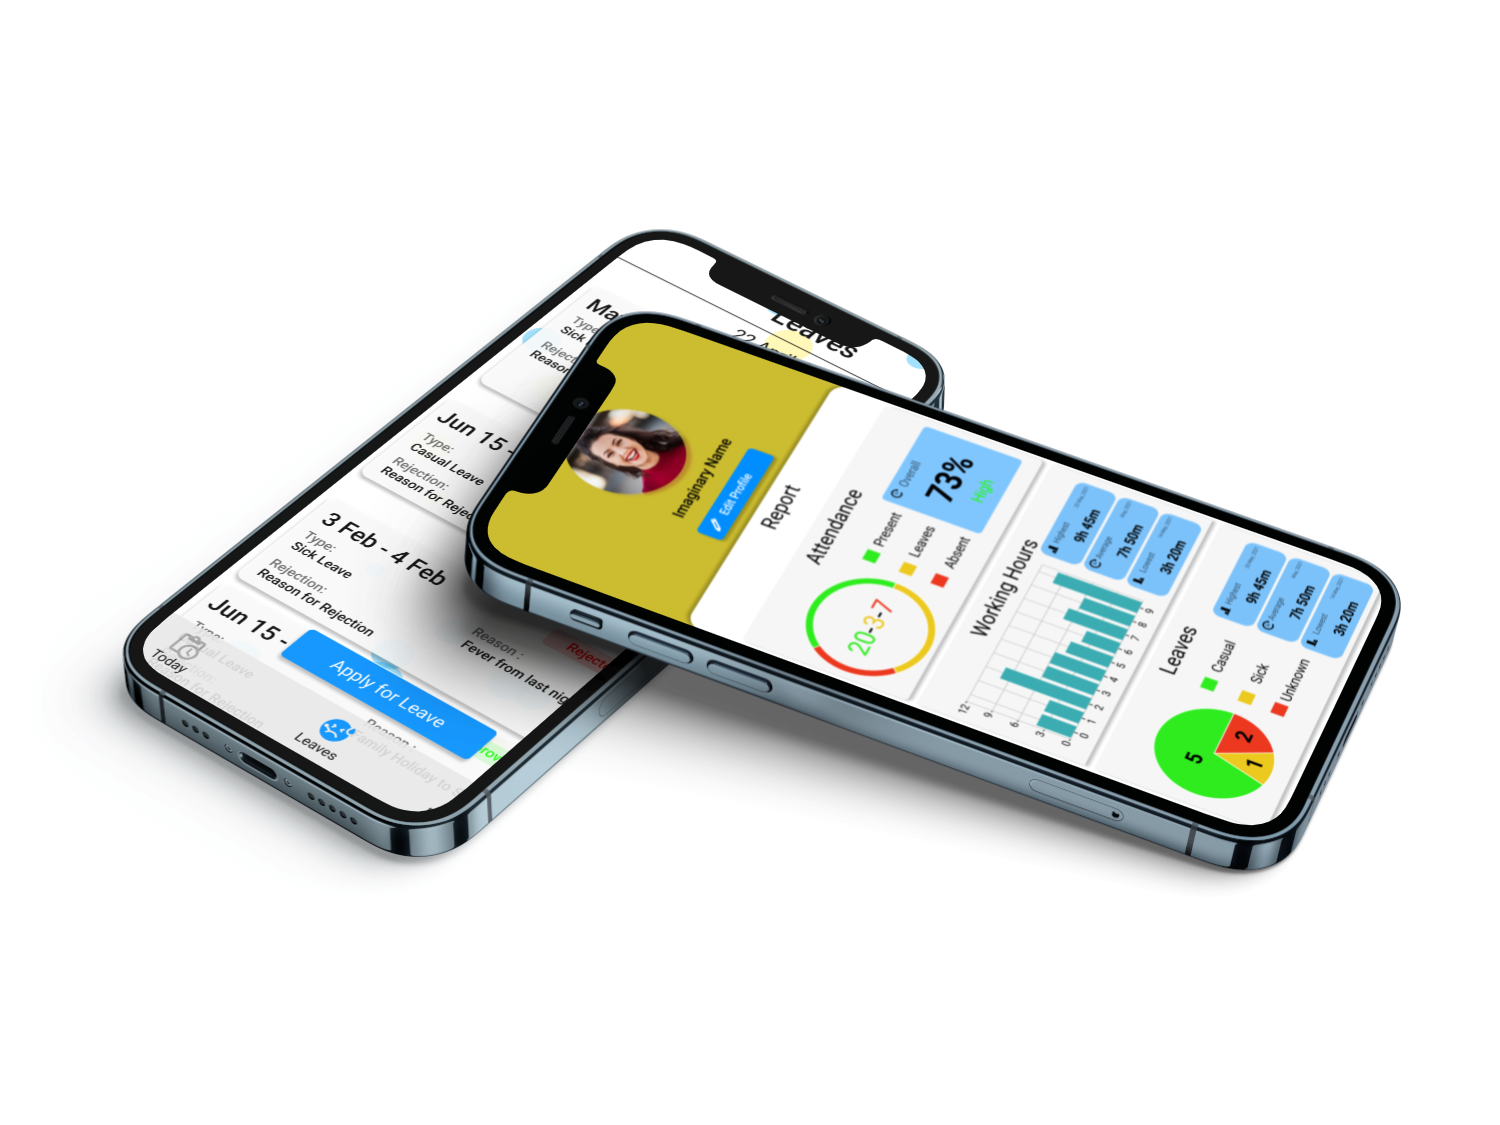 Leaves
22
Ma
Type
Sick
Rejec
Reason
Jun 15 -
Type:
Casual Leave
Rejection:
Reason for Rejec
3 Feb - 4 Feb
Type:
Sick Leave
Rejection:
Reason for Rejection
Reason :
Fever from last nig
Reject
Jun 15 -
Type:
ual Leave
on:
n for Rejection
Reason :
Family Holiday to
rov
Apply for Leave
Today
Leaves
Imaginary Name
Edit Profile
Report
Attendance
20-3-7
Present
Leaves
Absent
Overall
73%
High
Working Hours
12
9
6
3
0
0 1 2 3 4 5 6 7 8 9
Highest
9h 45m
Average
7h 50m
Lowest
3h 20m
Leaves
5
2
1
Casual
Sick
Unknown
Highest
9h 45m
Average
7h 50m
Lowest
3h 20m